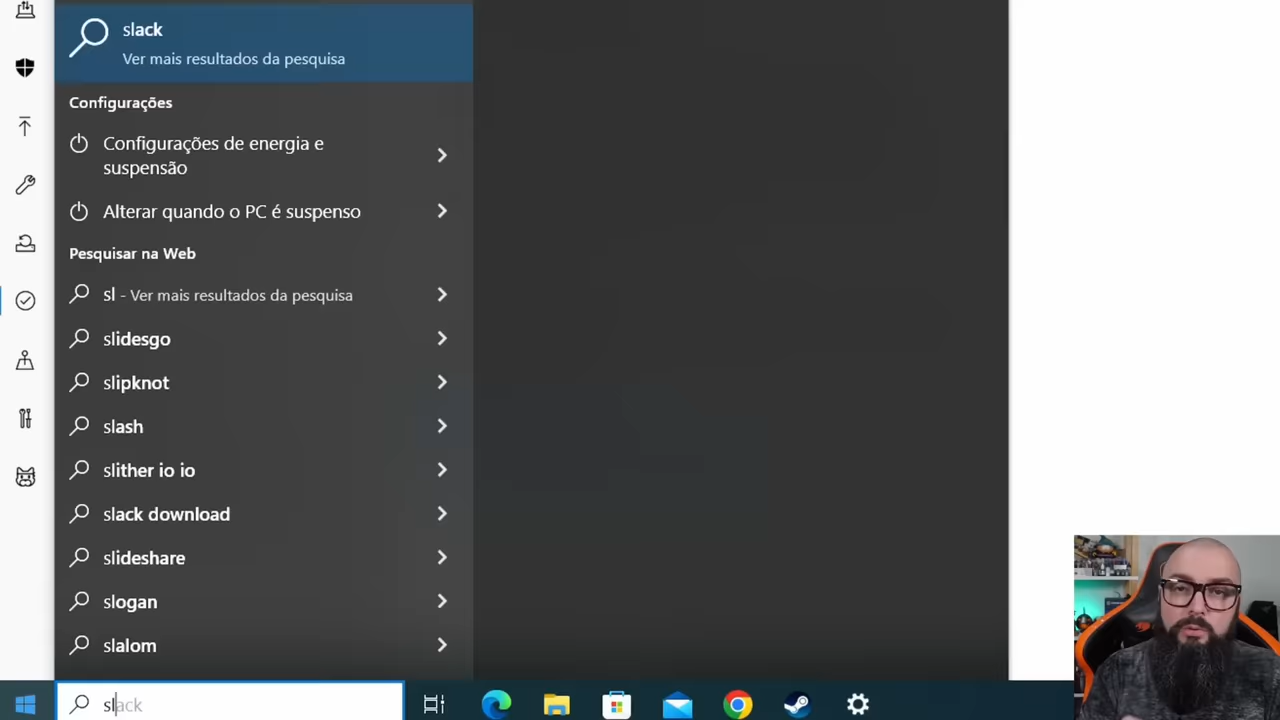 slack
Ver mais resultados da pesquisa
Configurações
Configurações de energia e
suspensão
Alterar quando o PC é suspenso
Pesquisar na Web
sl - Ver mais resultados da pesquisa
slidesgo
slipknot
slash
slither io io
slack download
slideshare
slogan
slalom
slack